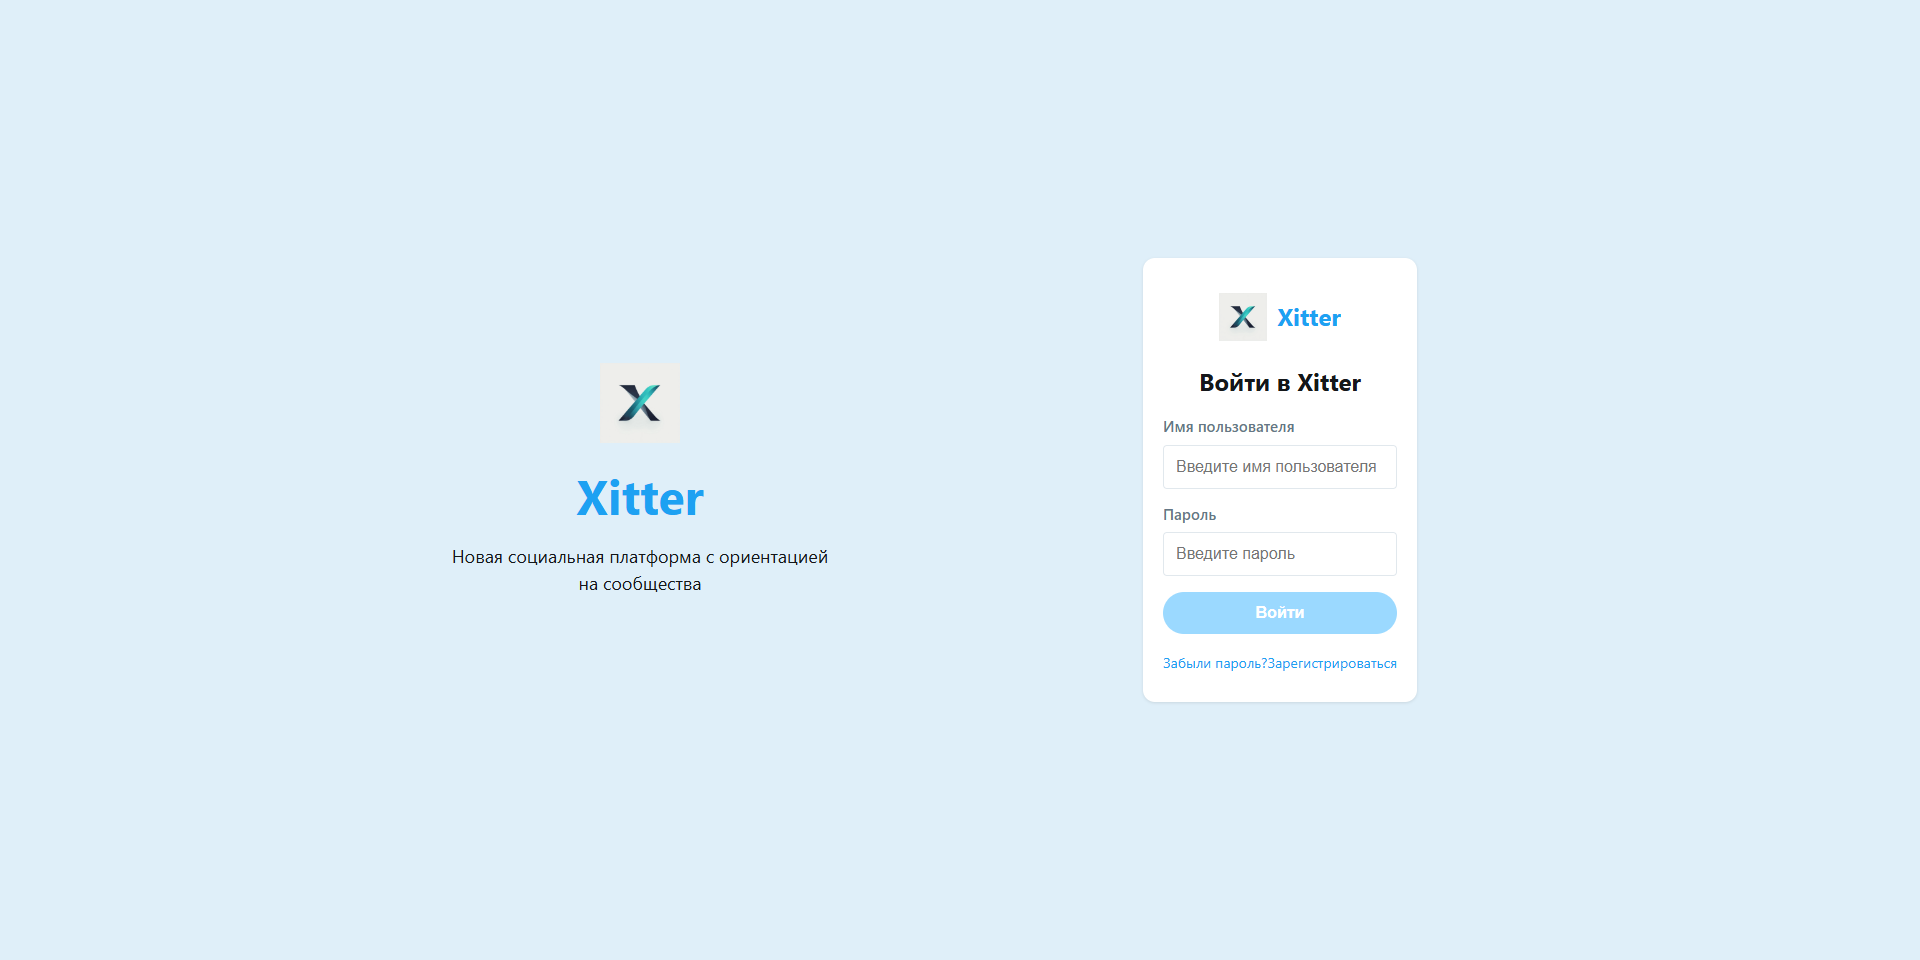 Xitter
Новая социальная платформа с ориентацией
на сообщества
Xitter
Войти в Xitter
Имя пользователя
Введите имя пользователя
Пароль
Введите пароль
Войти
Забыли пароль?Зарегистрироваться